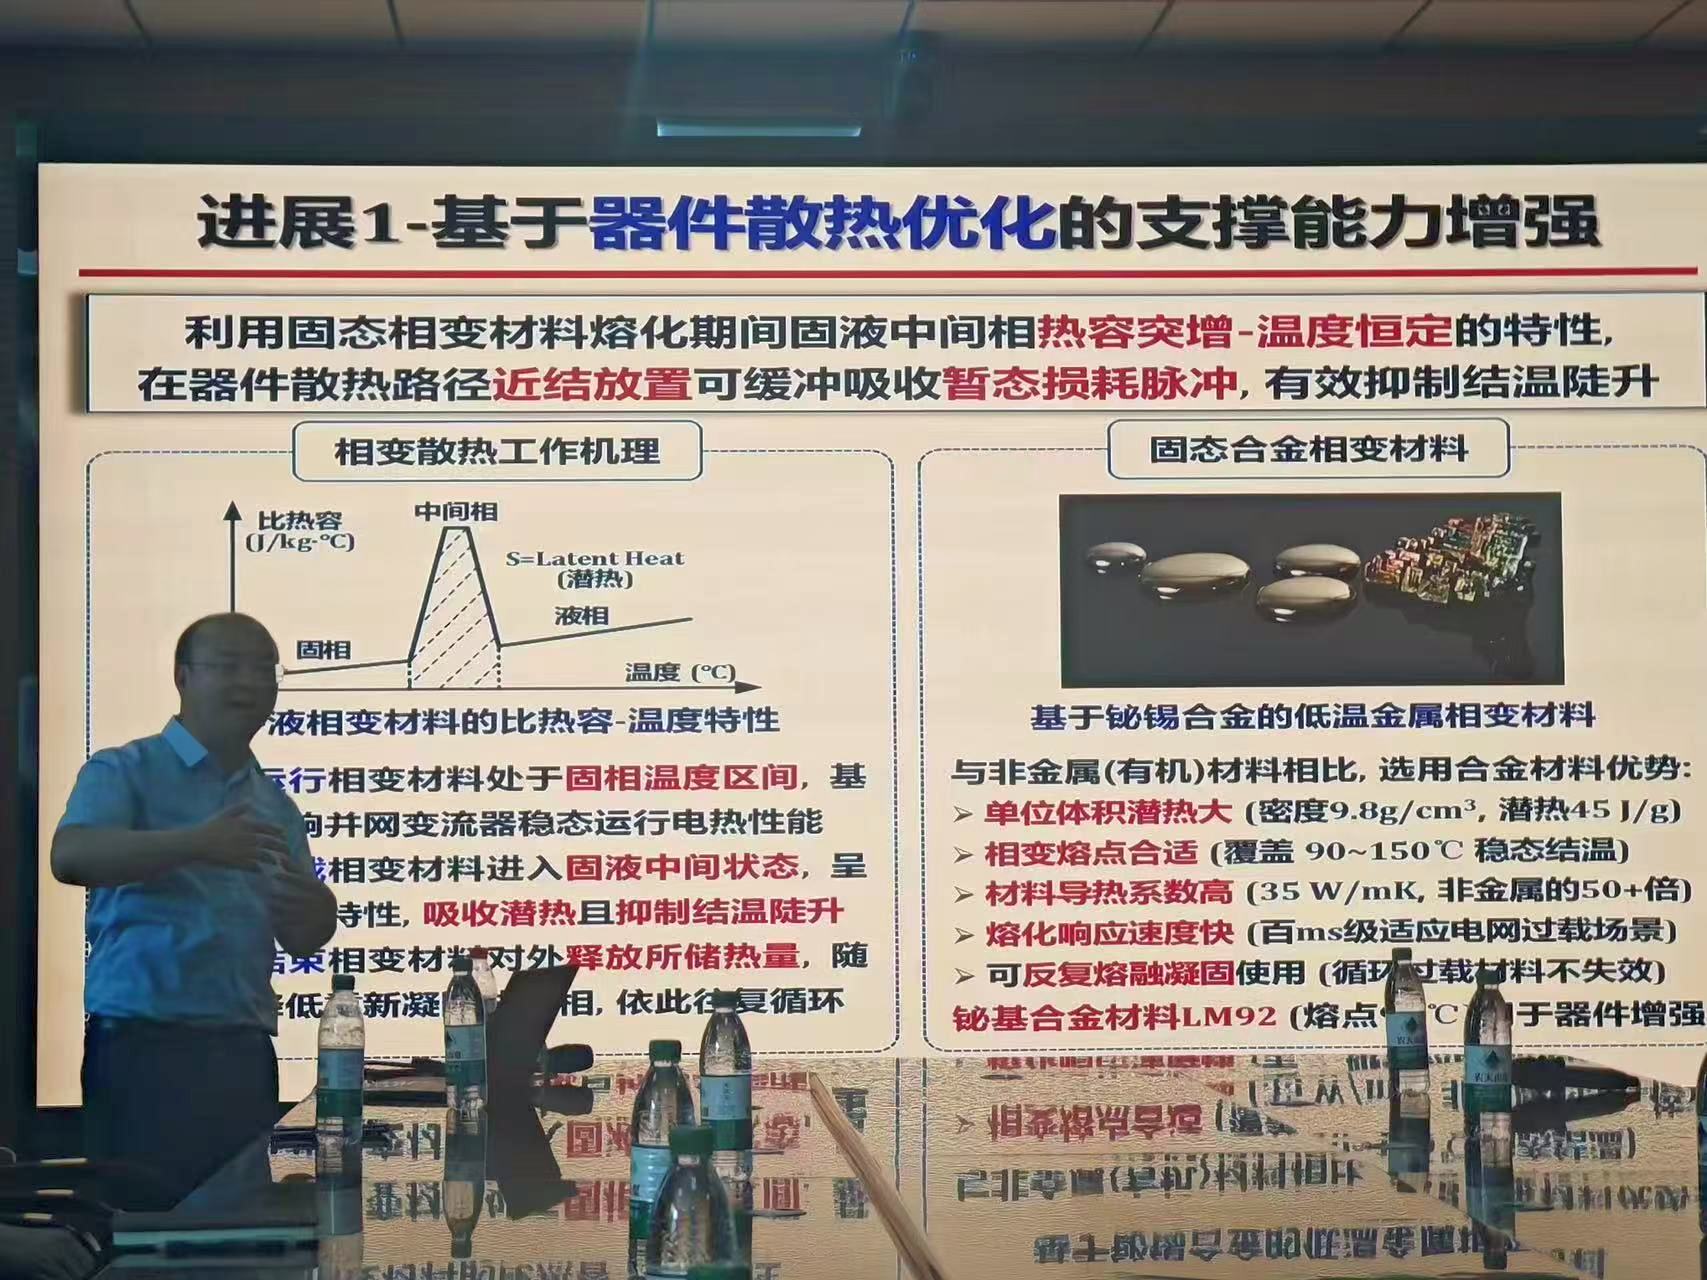 进展1-基于器件散热优化的支撑能力增强
利用固态相变材料熔化期间固液中间相热容突增-温度恒定的特性,
在器件散热路径近结放置可缓冲吸收暂态损耗脉冲, 有效抑制结温陡升
相变散热工作机理
比热容
(J/kg·℃)
中间相
S=Latent Heat
(潜热)
液相
固相
温度 (℃)
液相变材料的比热容-温度特性
运行相变材料处于固相温度区间, 基
响并网变流器稳态运行电热性能
相变材料进入固液中间状态, 呈
特性, 吸收潜热且抑制结温陡升
结束相变材料对外释放所储热量, 随
降低重新凝 相, 依此往复循环
固态合金相变材料
基于铋锡合金的低温金属相变材料
与非金属(有机)材料相比, 选用合金材料优势:
➢ 单位体积潜热大 (密度9.8g/cm³, 潜热45 J/g)
➢ 相变熔点合适 (覆盖 90~150℃ 稳态结温)
➢ 材料导热系数高 (35 W/mK, 非金属的50+倍)
➢ 熔化响应速度快 (百ms级适应电网过载场景)
➢ 可反复熔融凝固使用 (循环过载材料不失效)
铋基合金材料LM92 (熔点 ℃ 于器件增强